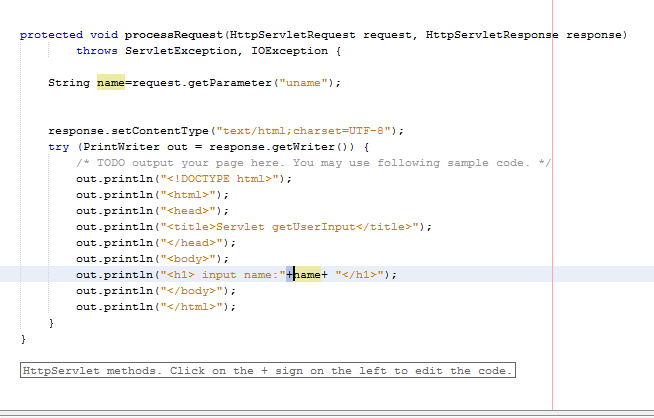 protected void processRequest(HttpServletRequest request, HttpServletResponse response)
throws ServletException, IOException {
String name=request.getParameter("uname");
response.setContentType("text/html;charset=UTF-8");
try (PrintWriter out = response.getWriter()) {
/* TODO output your page here. You may use following sample code. */
out.println("<!DOCTYPE html>");
out.println("<html>");
out.println("<head>");
out.println("<title>Servlet getUserInput</title>");
out.println("</head>");
out.println("<body>");
out.println("<h1> input name:"+name+ "</h1>");
out.println("</body>");
out.println("</html>");
}
}
HttpServlet methods. Click on the + sign on the left to edit the code.